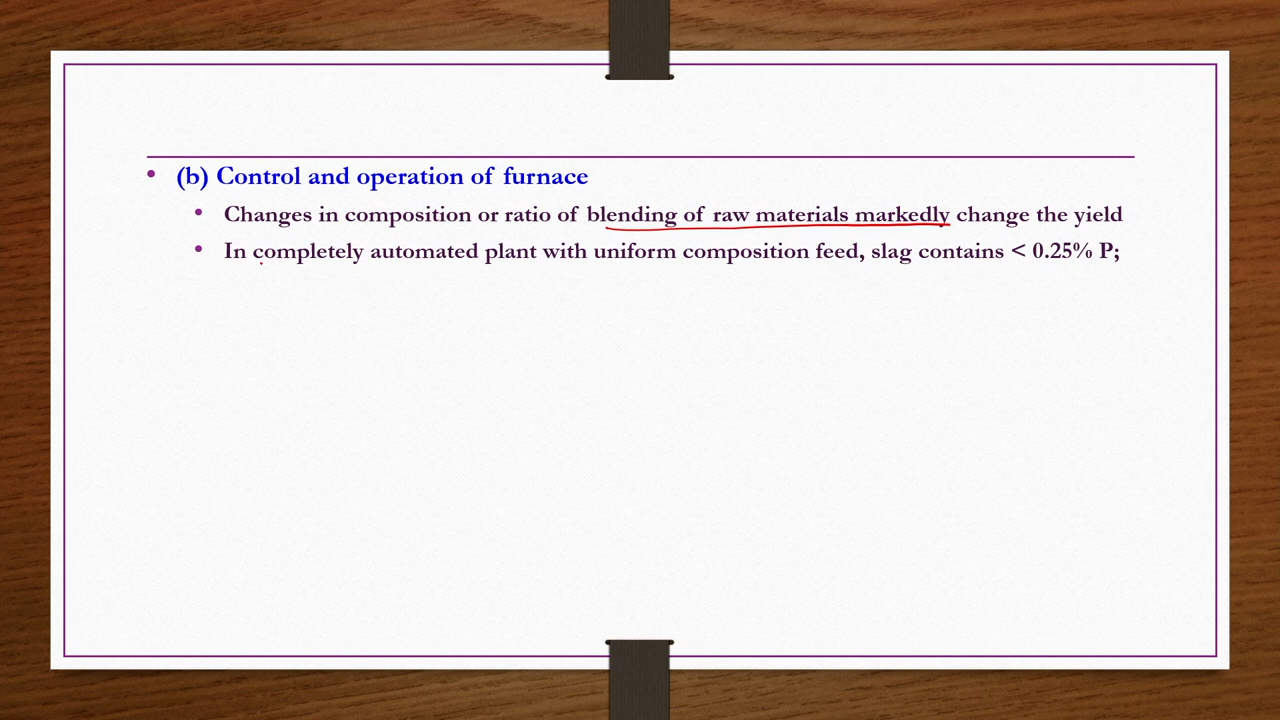 • (b) Control and operation of furnace
• Changes in composition or ratio of blending of raw materials markedly change the yield
• In completely automated plant with uniform composition feed, slag contains < 0.25% P;